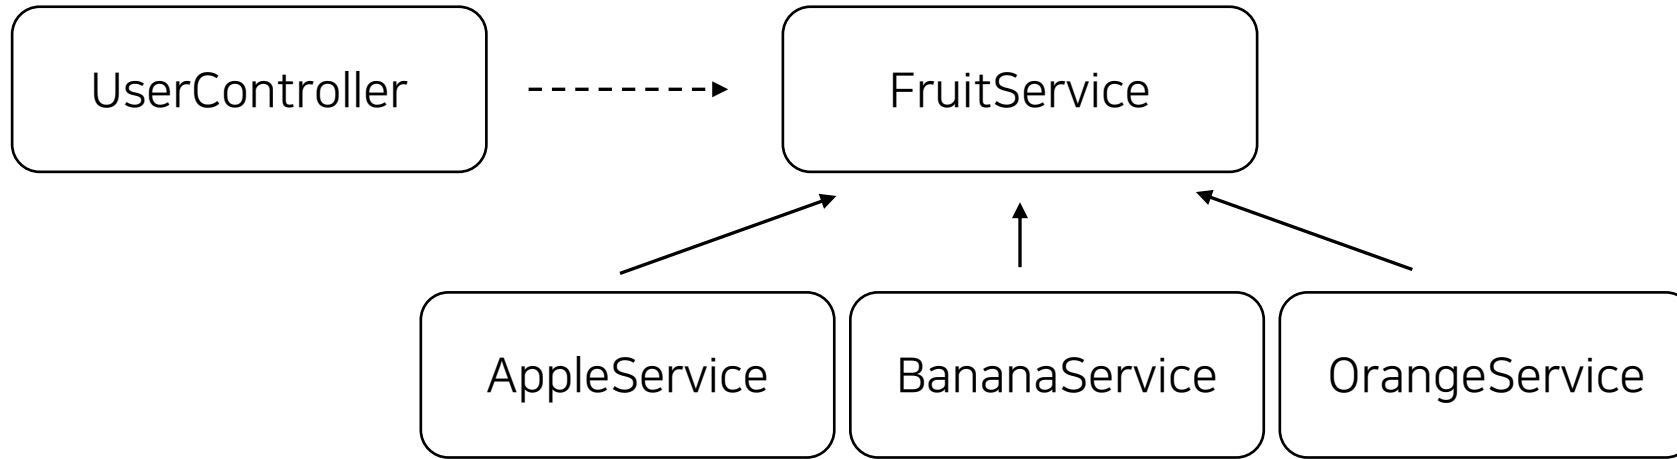 UserController
FruitService
AppleService
BananaService
OrangeService